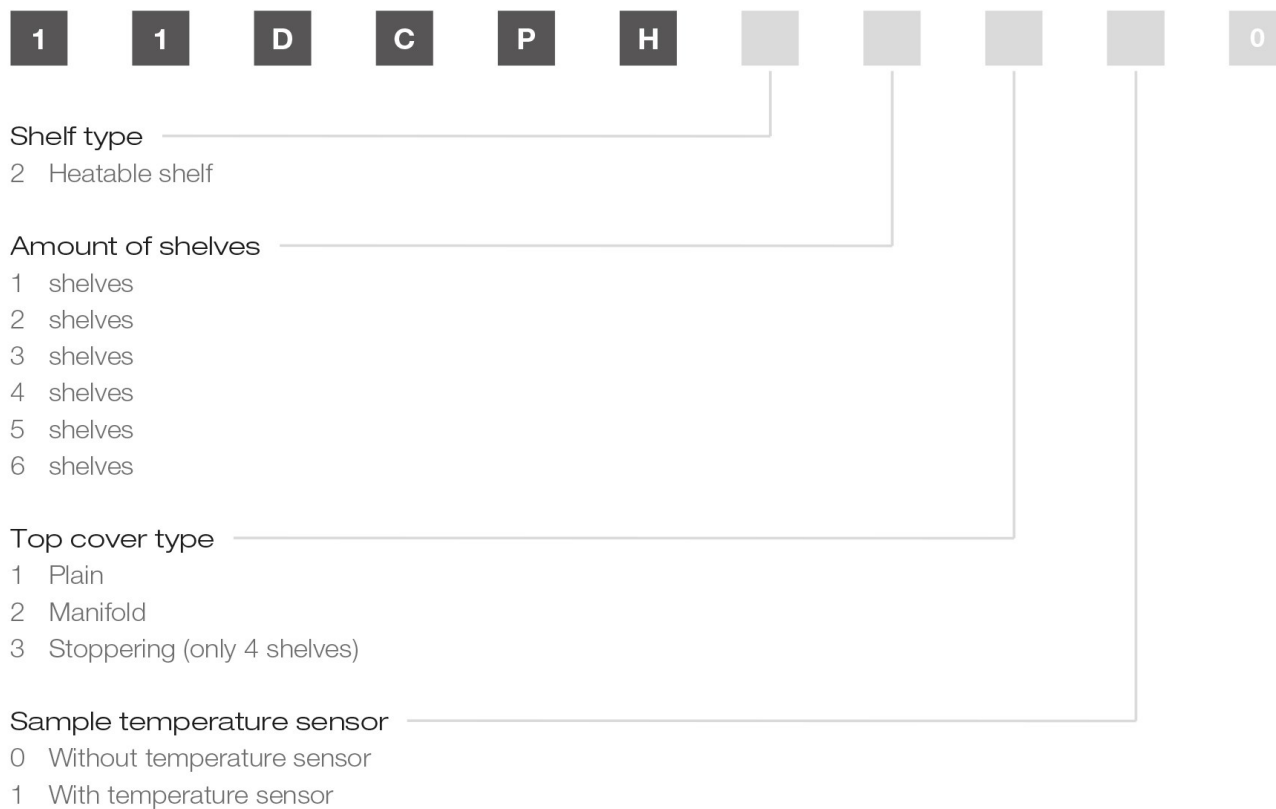 1 1 D C P H 0
Shelf type
2 Heatable shelf
Amount of shelves
1 shelves
2 shelves
3 shelves
4 shelves
5 shelves
6 shelves
Top cover type
1 Plain
2 Manifold
3 Stoppering (only 4 shelves)
Sample temperature sensor
0 Without temperature sensor
1 With temperature sensor